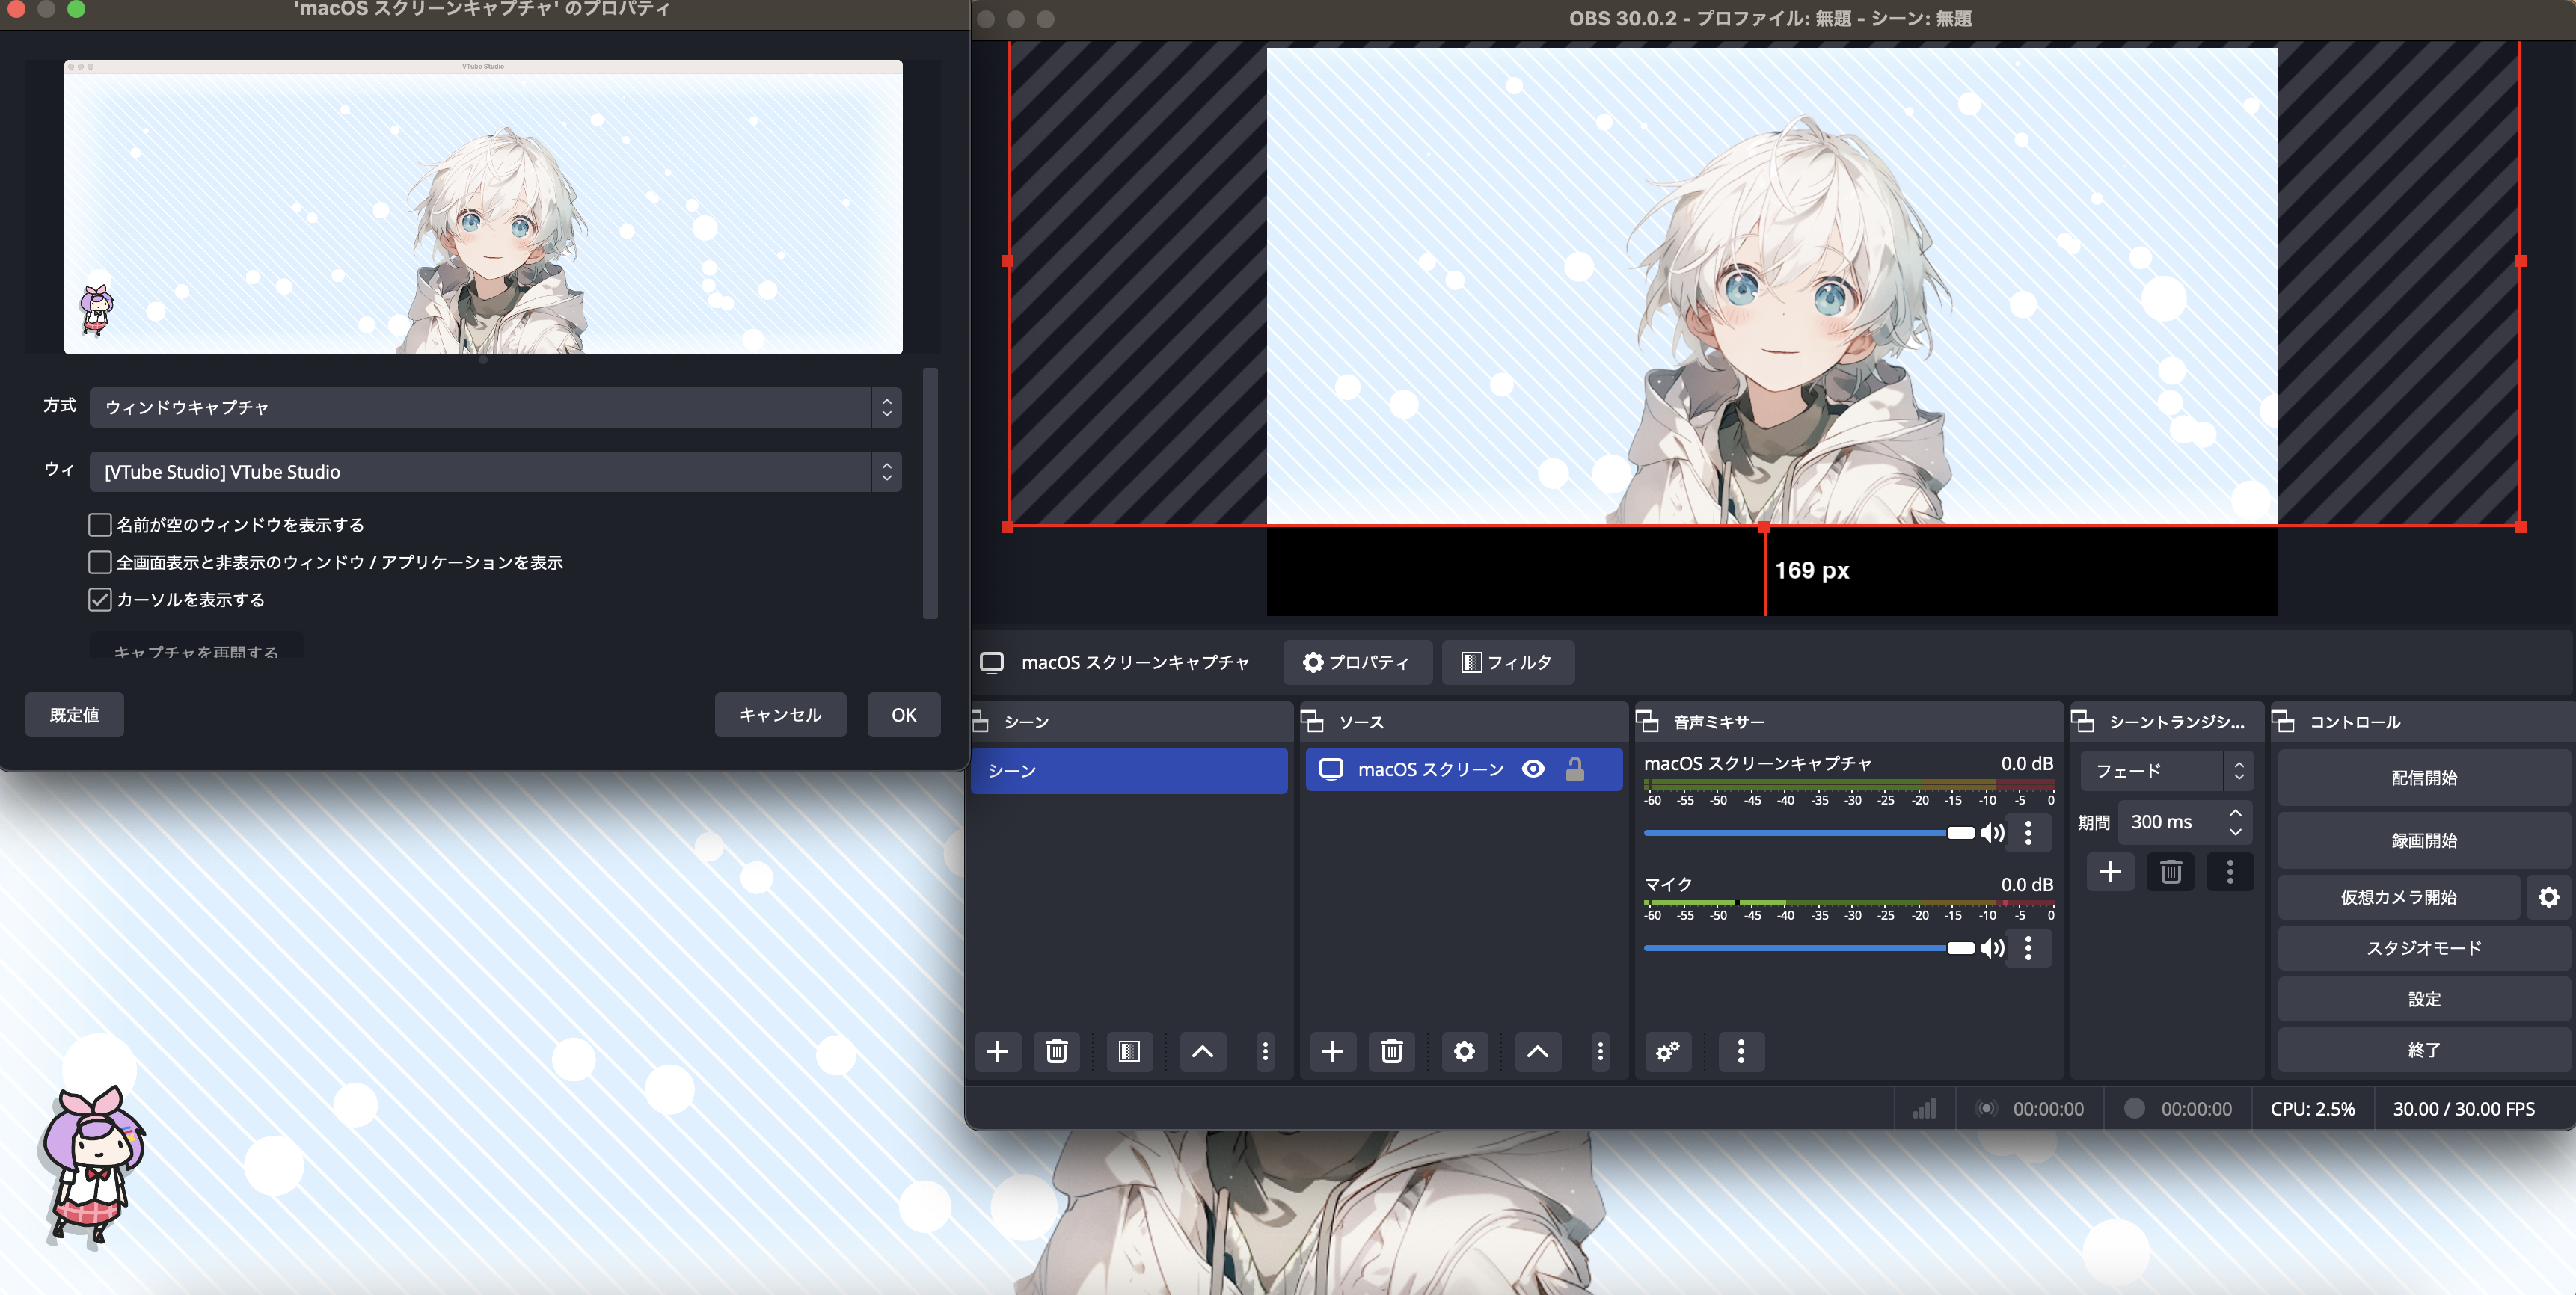 'macOS スクリーンキャプチャ' のプロパティ
VTube Studio
方式
ウィンドウキャプチャ
ウィ
[VTube Studio] VTube Studio
名前が空のウィンドウを表示する
全画面表示と非表示のウィンドウ / アプリケーションを表示
カーソルを表示する
キャプチャを再開する
既定値
キャンセル
OK
OBS 30.0.2 - プロファイル: 無題 - シーン: 無題
169 px
macOS スクリーンキャプチャ
プロパティ
フィルタ
シーン
シーン
ソース
macOS スクリーン
音声ミキサー
macOS スクリーンキャプチャ 0.0 dB
-60 -55 -50 -45 -40 -35 -30 -25 -20 -15 -10 -5 0
マイク 0.0 dB
-60 -55 -50 -45 -40 -35 -30 -25 -20 -15 -10 -5 0
シーントランジシ...
フェード
期間 300 ms
コントロール
配信開始
録画開始
仮想カメラ開始
スタジオモード
設定
終了
00:00:00
00:00:00
CPU: 2.5%
30.00 / 30.00 FPS